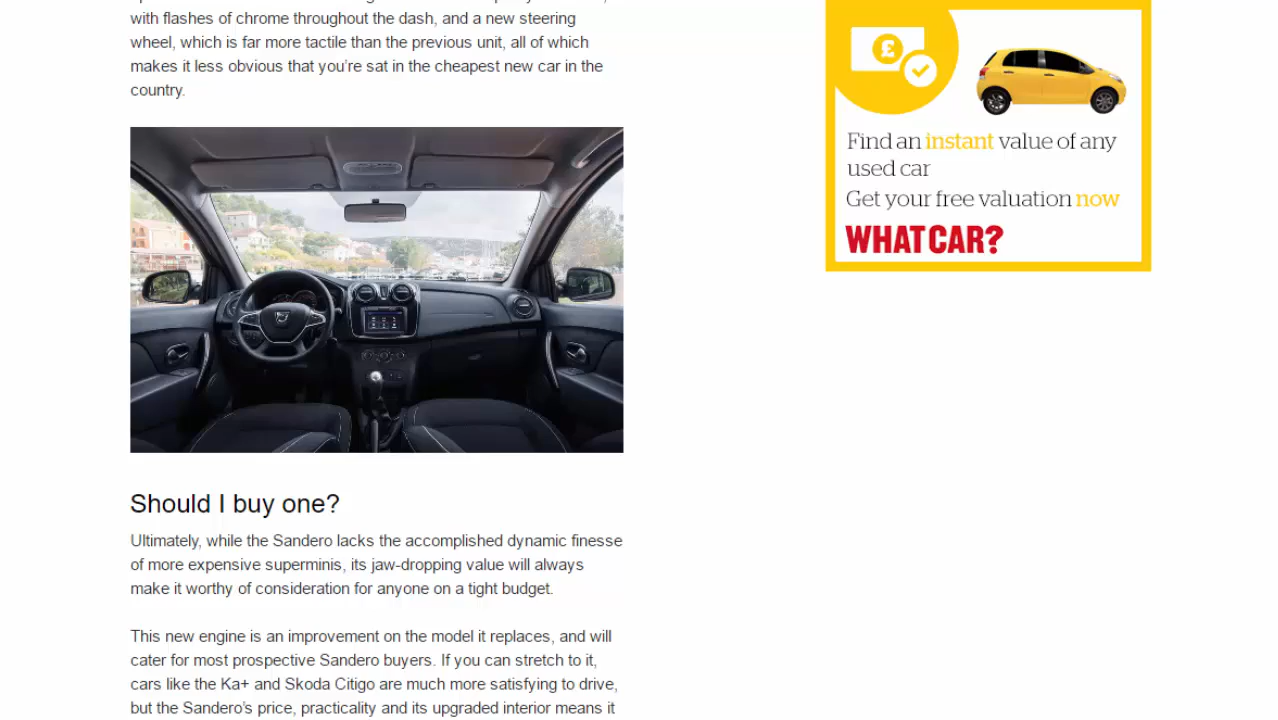 with flashes of chrome throughout the dash, and a new steering
wheel, which is far more tactile than the previous unit, all of which
makes it less obvious that you’re sat in the cheapest new car in the
country.
Should I buy one?
Ultimately, while the Sandero lacks the accomplished dynamic finesse
of more expensive superminis, its jaw-dropping value will always
make it worthy of consideration for anyone on a tight budget.
This new engine is an improvement on the model it replaces, and will
cater for most prospective Sandero buyers. If you can stretch to it,
cars like the Ka+ and Skoda Citigo are much more satisfying to drive,
but the Sandero’s price, practicality and its upgraded interior means it
£
Find an instant value of any
used car
Get your free valuation now
WHAT CAR?